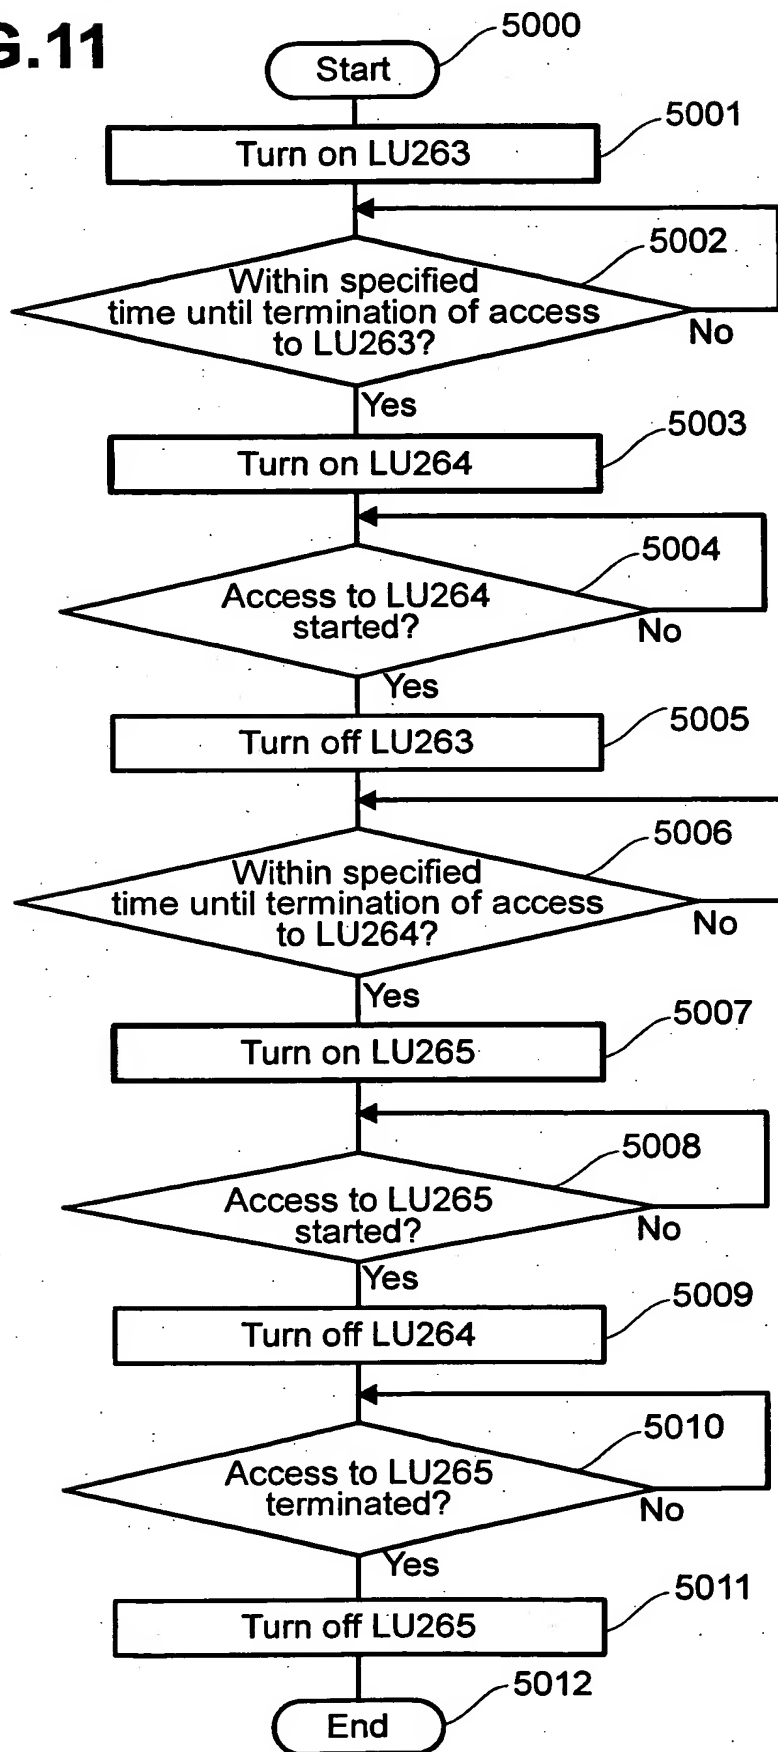 G.11
Start
5000
Turn on LU263
5001
Within specified
time until termination of access
to LU263?
5002
No
Yes
Turn on LU264
5003
Access to LU264
started?
5004
No
Yes
Turn off LU263
5005
Within specified
time until termination of access
to LU264?
5006
No
Yes
Turn on LU265
5007
Access to LU265
started?
5008
No
Yes
Turn off LU264
5009
Access to LU265
terminated?
5010
No
Yes
Turn off LU265
5011
End
5012